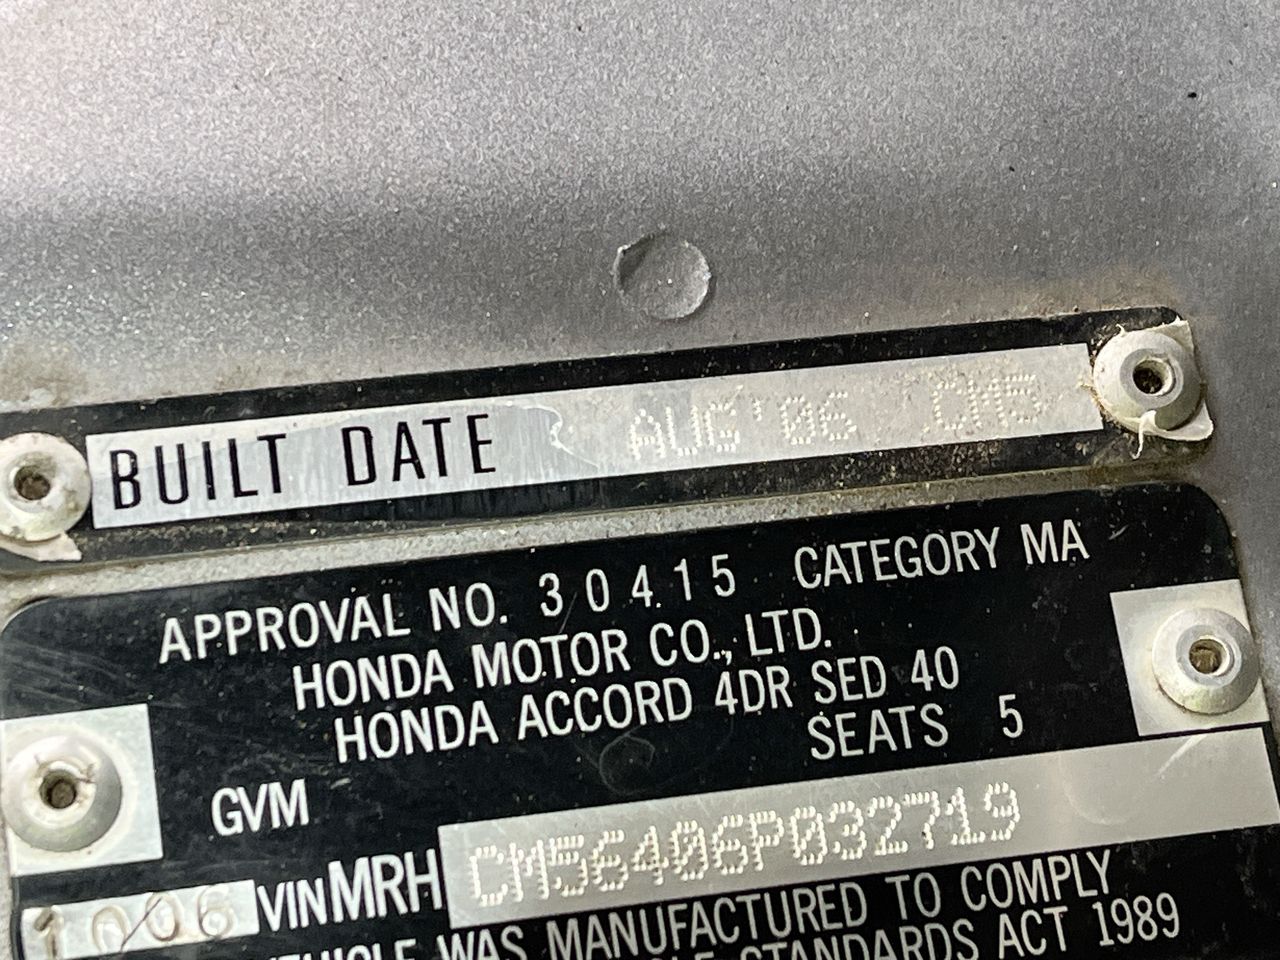 BUILT DATE AUG'06 CM5
APPROVAL NO. 30415 CATEGORY MA
HONDA MOTOR CO., LTD.
HONDA ACCORD 4DR SED 40
SEATS 5
GVM
VIN MRH CM56406P032719
WAS MANUFACTURED TO COMPLY
STANDARDS ACT 1989